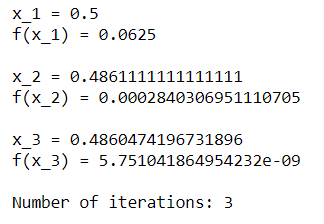 x_1 = 0.5
f(x_1) = 0.0625
x_2 = 0.4861111111111111
f(x_2) = 0.0002840306951110705
x_3 = 0.4860474196731896
f(x_3) = 5.751041864954232e-09
Number of iterations: 3